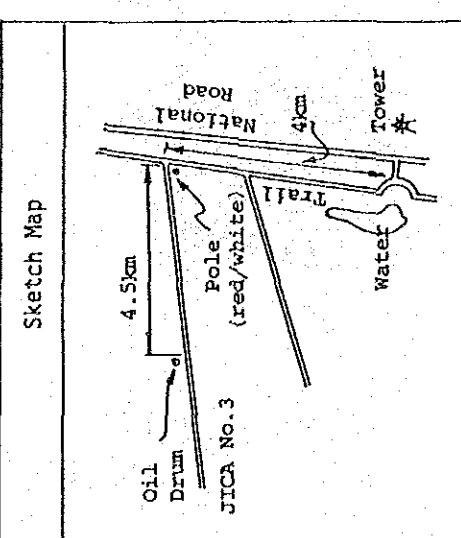 Sketch Map
National
Road
4km
Tower
Trail
Water
4.5km
Pole
(red/white)
Oil
Drum
JICA No.3